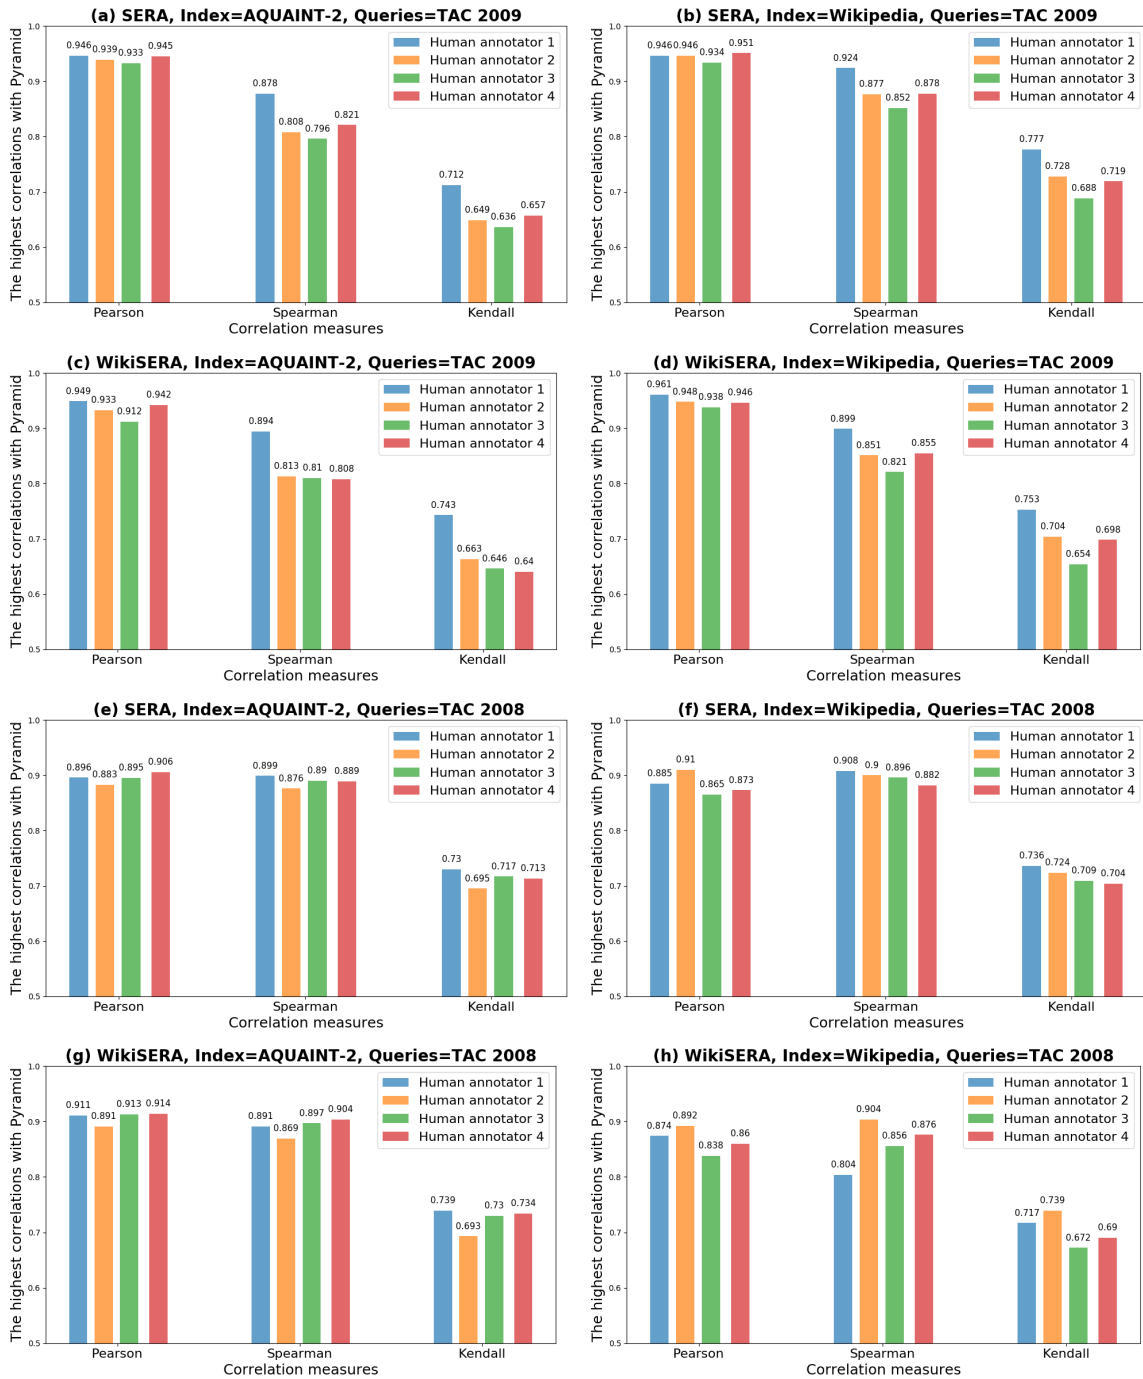 (a) SERA, Index=AQUAINT-2, Queries=TAC 2009
The highest correlations with Pyramid
1.0
0.9
0.8
0.7
0.6
0.5
0.946 0.939 0.933 0.945
0.878 0.808 0.796 0.821
0.712 0.649 0.636 0.657
Human annotator 1
Human annotator 2
Human annotator 3
Human annotator 4
Pearson Spearman Kendall
Correlation measures
(b) SERA, Index=Wikipedia, Queries=TAC 2009
The highest correlations with Pyramid
1.0
0.9
0.8
0.7
0.6
0.5
0.946 0.946 0.934 0.951
0.924 0.877 0.852 0.878
0.777 0.728 0.688 0.719
Human annotator 1
Human annotator 2
Human annotator 3
Human annotator 4
Pearson Spearman Kendall
Correlation measures
(c) WikiSERA, Index=AQUAINT-2, Queries=TAC 2009
The highest correlations with Pyramid
1.0
0.9
0.8
0.7
0.6
0.5
0.949 0.933 0.912 0.942
0.894 0.813 0.81 0.808
0.743 0.663 0.646 0.64
Human annotator 1
Human annotator 2
Human annotator 3
Human annotator 4
Pearson Spearman Kendall
Correlation measures
(d) WikiSERA, Index=Wikipedia, Queries=TAC 2009
The highest correlations with Pyramid
1.0
0.9
0.8
0.7
0.6
0.5
0.961 0.948 0.938 0.946
0.899 0.851 0.821 0.855
0.753 0.704 0.654 0.698
Human annotator 1
Human annotator 2
Human annotator 3
Human annotator 4
Pearson Spearman Kendall
Correlation measures
(e) SERA, Index=AQUAINT-2, Queries=TAC 2008
The highest correlations with Pyramid
1.0
0.9
0.8
0.7
0.6
0.5
0.896 0.883 0.895 0.906
0.899 0.876 0.89 0.889
0.73 0.695 0.717 0.713
Human annotator 1
Human annotator 2
Human annotator 3
Human annotator 4
Pearson Spearman Kendall
Correlation measures
(f) SERA, Index=Wikipedia, Queries=TAC 2008
The highest correlations with Pyramid
1.0
0.9
0.8
0.7
0.6
0.5
0.885 0.91 0.865 0.873
0.908 0.9 0.896 0.882
0.736 0.724 0.709 0.704
Human annotator 1
Human annotator 2
Human annotator 3
Human annotator 4
Pearson Spearman Kendall
Correlation measures
(g) WikiSERA, Index=AQUAINT-2, Queries=TAC 2008
The highest correlations with Pyramid
1.0
0.9
0.8
0.7
0.6
0.5
0.911 0.891 0.913 0.914
0.891 0.869 0.897 0.904
0.739 0.693 0.73 0.734
Human annotator 1
Human annotator 2
Human annotator 3
Human annotator 4
Pearson Spearman Kendall
Correlation measures
(h) WikiSERA, Index=Wikipedia, Queries=TAC 2008
The highest correlations with Pyramid
1.0
0.9
0.8
0.7
0.6
0.5
0.874 0.892 0.838 0.86
0.804 0.904 0.856 0.876
0.717 0.739 0.672 0.69
Human annotator 1
Human annotator 2
Human annotator 3
Human annotator 4
Pearson Spearman Kendall
Correlation measures